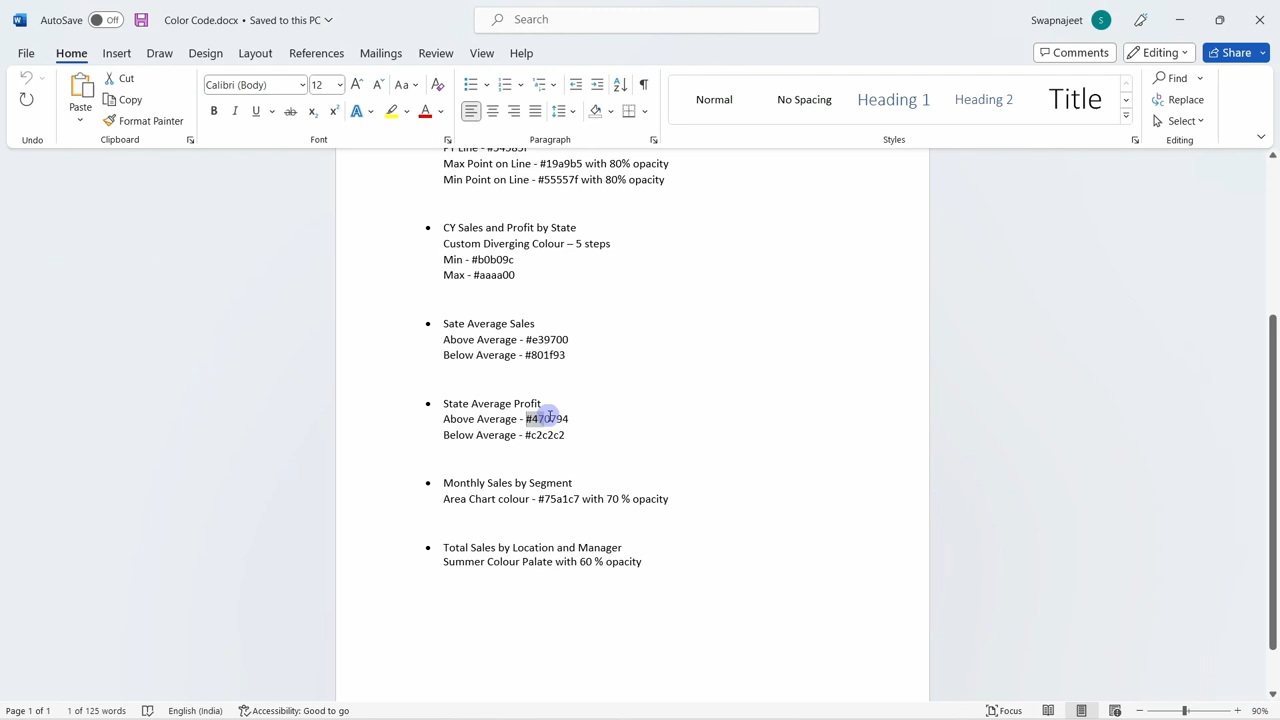 AutoSave Off Color Code.docx • Saved to this PC Search Swapnajeet S
File Home Insert Draw Design Layout References Mailings Review View Help Comments Editing Share
Paste Cut Calibri (Body) 12 Normal No Spacing Heading 1 Heading 2 Title Find
Copy Replace
Format Painter Select
Undo Clipboard Font Paragraph Styles Editing
Max Point on Line - #19a9b5 with 80% opacity
Min Point on Line - #55557f with 80% opacity
• CY Sales and Profit by State
Custom Diverging Colour – 5 steps
Min - #b0b09c
Max - #aaaa00
• Sate Average Sales
Above Average - #e39700
Below Average - #801f93
• State Average Profit
Above Average - #470794
Below Average - #c2c2c2
• Monthly Sales by Segment
Area Chart colour - #75a1c7 with 70 % opacity
• Total Sales by Location and Manager
Summer Colour Palate with 60 % opacity
Page 1 of 1 1 of 125 words English (India) Accessibility: Good to go Focus 90%